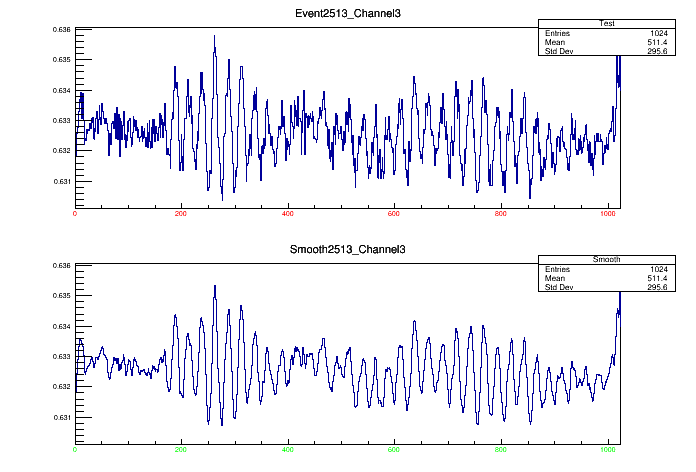 Event2513_Channel3
Test
Entries 1024
Mean 511.4
Std Dev 295.6
0.636
0.635
0.634
0.633
0.632
0.631
0 200 400 600 800 1000
Smooth2513_Channel3
Smooth
Entries 1024
Mean 511.4
Std Dev 295.6
0.636
0.635
0.634
0.633
0.632
0.631
0 200 400 600 800 1000